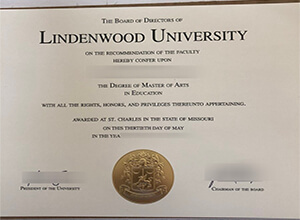 THE BOARD OF DIRECTORS OF
LINDENWOOD UNIVERSITY
ON THE RECOMMENDATION OF THE FACULTY
HEREBY CONFER UPON
THE DEGREE OF MASTER OF ARTS
IN EDUCATION
WITH ALL THE RIGHTS, HONORS, AND PRIVILEGES THEREUNTO APPERTAINING.
AWARDED AT ST. CHARLES IN THE STATE OF MISSOURI
ON THIS THIRTIETH DAY OF MAY
IN THE YEA
PRESIDENT OF THE UNIVERSITY
CHAIRMAN OF THE BOARD